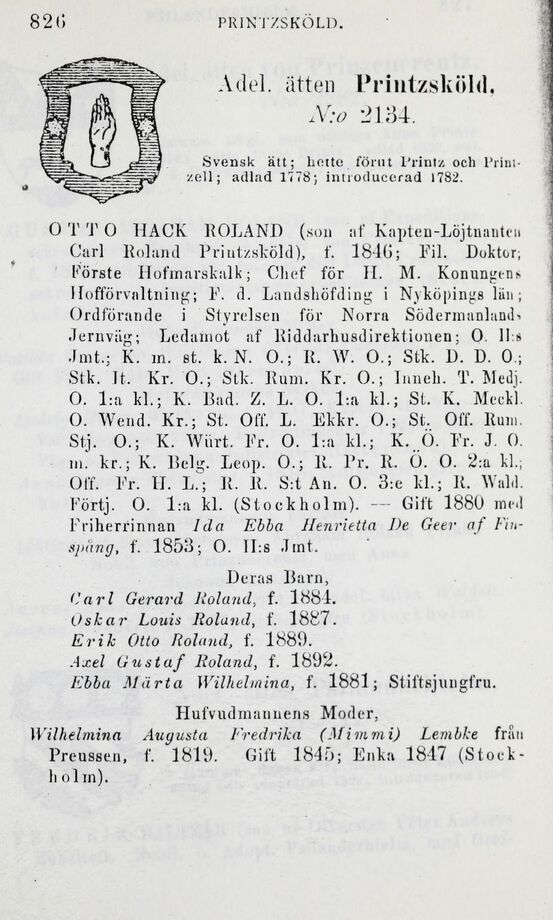 826
PRINTZSKÖLD.
Adel. ätten Printzsköld,
N:o 2134.
Svensk ätt; hette förut Printz och Print-
zell; adlad 1778; introducerad 1782.
OTTO HACK ROLAND (son af Kapten-Löjtnanten
Carl Roland Printzsköld), f. 1846; Fil. Doktor;
Förste Hofmarskalk; Chef för H. M. Konungens
Hofförvaltning; F. d. Landshöfding i Nyköpings län;
Ordförande i Styrelsen för Norra Södermanlands
Jernväg; Ledamot af Riddarhusdirektionen; O. II:s
Jmt.; K. m. st. k. N. O.; R. W. O.; Stk. D. D. O.;
Stk. It. Kr. O.; Stk. Rum. Kr. O.; Inneh. T. Medj.
O. 1:a kl.; K. Bad. Z. L. O. 1:a kl.; St. K. Meckl.
O. Wend. Kr.; St. Off. L. Ekkr. O.; St. Off. Rum.
Stj. O.; K. Würt. Fr. O. 1:a kl.; K. Ö. Fr. J. O.
m. kr.; K. Belg. Leop. O.; R. Pr. R. Ö. O. 2:a kl.;
Off. Fr. H. L.; R. R. S:t An. O. 3:e kl.; R. Wald.
Förtj. O. 1:a kl. (Stockholm). — Gift 1880 med
Friherrinnan Ida Ebba Henrietta De Geer af Fin-
spång, f. 1853; O. II:s Jmt.
Deras Barn,
Carl Gerard Roland, f. 1884.
Oskar Louis Roland, f. 1887.
Erik Otto Roland, f. 1889.
Axel Gustaf Roland, f. 1892.
Ebba Märta Wilhelmina, f. 1881; Stiftsjungfru.
Hufvudmannens Moder,
Wilhelmina Augusta Fredrika (Mimmi) Lembke från
Preussen, f. 1819. Gift 1845; Enka 1847 (Stock-
holm).